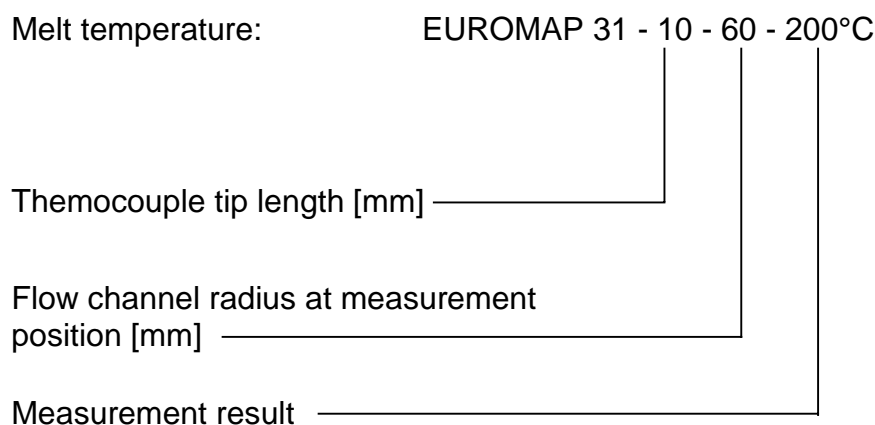 Melt temperature: EUROMAP 31 - 10 - 60 - 200°C
Themocouple tip length [mm]
Flow channel radius at measurement
position [mm]
Measurement result